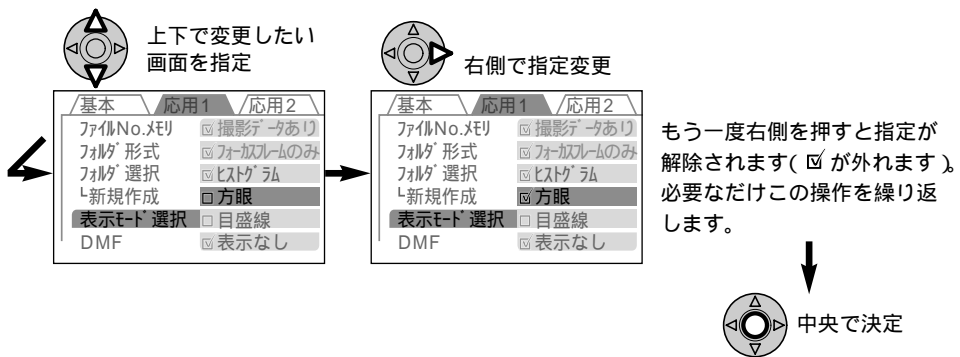 上下で変更したい
画面を指定
基本 応用1 応用2
ﾌｧｲﾙNo.ﾒﾓﾘ ☑撮影ﾃﾞｰﾀあり
ﾌｫﾙﾀﾞ形式 ☑ﾌｫｰｶｽﾌﾚｰﾑのみ
ﾌｫﾙﾀﾞ選択 ☑ﾋｽﾄｸﾞﾗﾑ
└新規作成 □方眼
表示ﾓｰﾄﾞ選択 □目盛線
DMF ☑表示なし
右側で指定変更
基本 応用1 応用2
ﾌｧｲﾙNo.ﾒﾓﾘ ☑撮影ﾃﾞｰﾀあり
ﾌｫﾙﾀﾞ形式 ☑ﾌｫｰｶｽﾌﾚｰﾑのみ
ﾌｫﾙﾀﾞ選択 ☑ﾋｽﾄｸﾞﾗﾑ
└新規作成 ☑方眼
表示ﾓｰﾄﾞ選択 □目盛線
DMF ☑表示なし
もう一度右側を押すと指定が
解除されます(☑が外れます)。
必要なだけこの操作を繰り返
します。
中央で決定